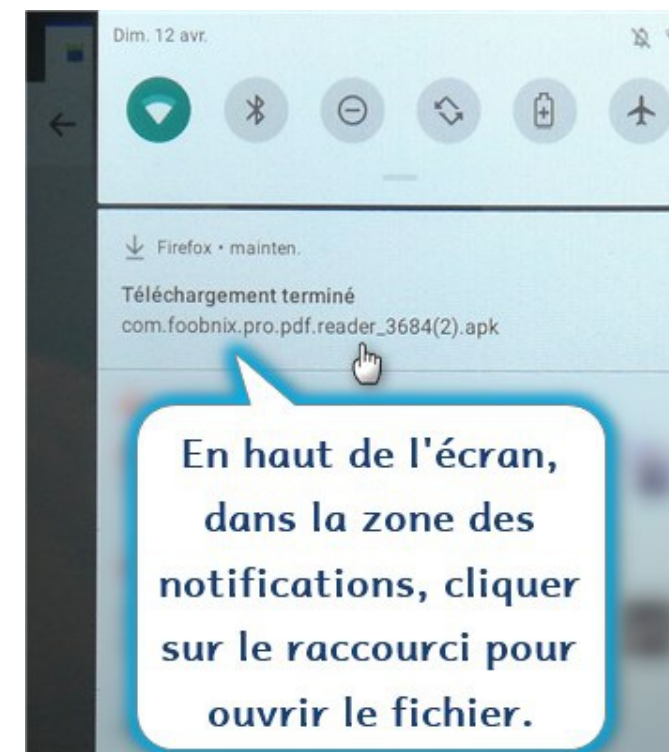 Dim. 12 avr.
Firefox • mainten.
Téléchargement terminé
com.foobnix.pro.pdf.reader_3684(2).apk
En haut de l'écran,
dans la zone des
notifications, cliquer
sur le raccourci pour
ouvrir le fichier.